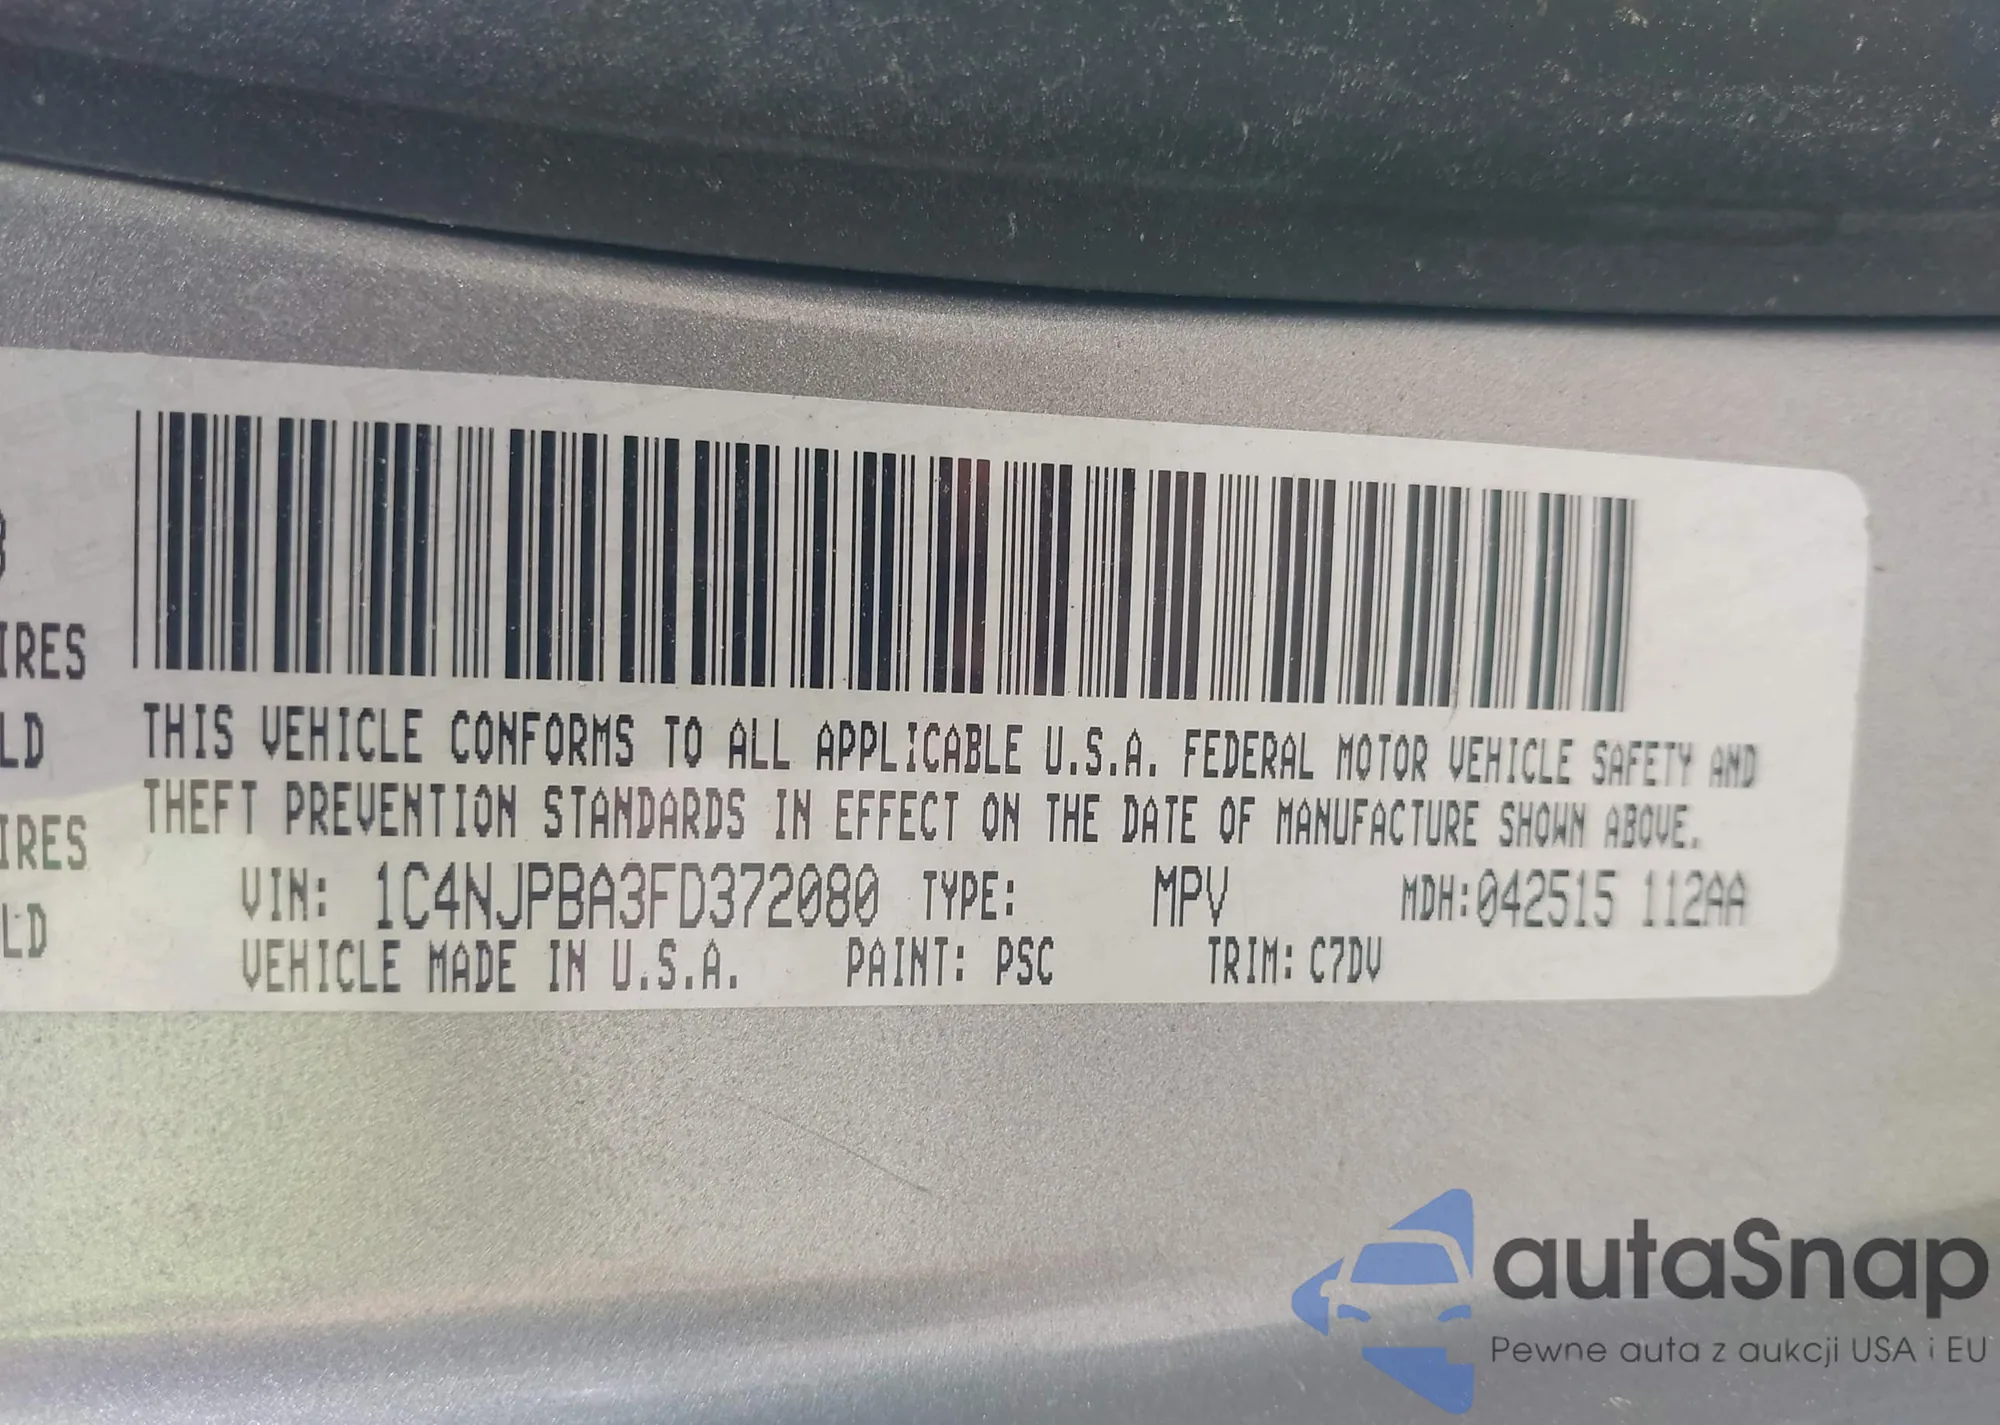 IRES
LD
IRES
LD
THIS VEHICLE CONFORMS TO ALL APPLICABLE U.S.A. FEDERAL MOTOR VEHICLE SAFETY AND
THEFT PREVENTION STANDARDS IN EFFECT ON THE DATE OF MANUFACTURE SHOWN ABOVE.
VIN: 1C4NJPBA3FD372080 TYPE: MPV MDH:042515 112AA
VEHICLE MADE IN U.S.A. PAINT: PSC TRIM: C7DV
autaSnap
Pewne auta z aukcji USA i EU